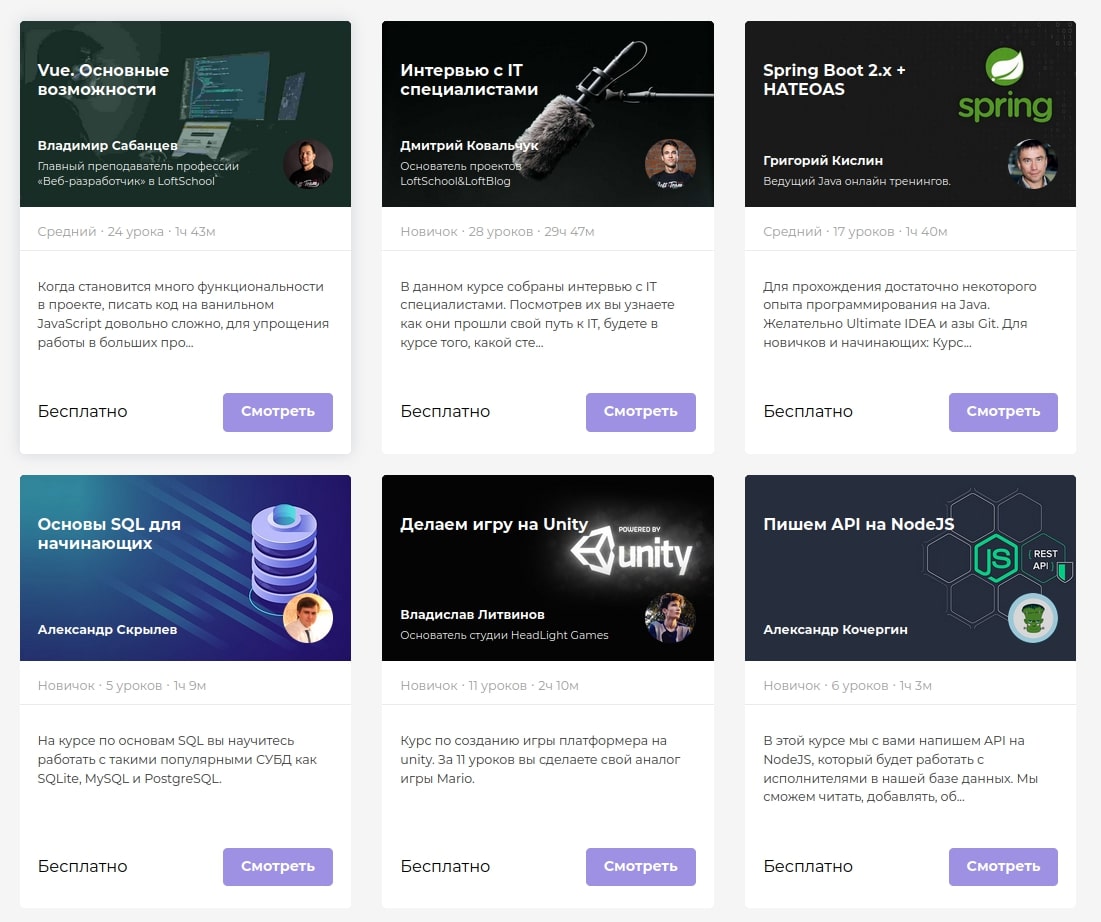 Vue. Основные
возможности
Владимир Сабанцев
Главный преподаватель профессии
«Веб-разработчик» в LoftSchool
Средний · 24 урока · 1ч 43м
Когда становится много функциональности
в проекте, писать код на ванильном
JavaScript довольно сложно, для упрощения
работы в больших про...
Бесплатно
Смотреть
Интервью с IT
специалистами
Дмитрий Ковальчук
Основатель проектов
LoftSchool&LoftBlog
Новичок · 28 уроков · 29ч 47м
В данном курсе собраны интервью с IT
специалистами. Посмотрев их вы узнаете
как они прошли свой путь к IT, будете в
курсе того, какой сте...
Бесплатно
Смотреть
Spring Boot 2.x +
HATEOAS
spring
Григорий Кислин
Ведущий Java онлайн тренингов.
Средний · 17 уроков · 1ч 40м
Для прохождения достаточно некоторого
опыта программирования на Java.
Желательно Ultimate IDEA и азы Git. Для
новичков и начинающих: Курс...
Бесплатно
Смотреть
Основы SQL для
начинающих
Александр Скрылев
Новичок · 5 уроков · 1ч 9м
На курсе по основам SQL вы научитесь
работать с такими популярными СУБД как
SQLite, MySQL и PostgreSQL.
Бесплатно
Смотреть
Делаем игру на Unity
POWERED BY
unity
Владислав Литвинов
Основатель студии HeadLight Games
Новичок · 11 уроков · 2ч 10м
Курс по созданию игры платформера на
unity. За 11 уроков вы сделаете свой аналог
игры Mario.
Бесплатно
Смотреть
Пишем API на NodeJS
JS
REST
API
Александр Кочергин
Новичок · 6 уроков · 1ч 3м
В этой курсе мы с вами напишем API на
NodeJS, который будет работать с
исполнителями в нашей базе данных. Мы
сможем читать, добавлять, об...
Бесплатно
Смотреть